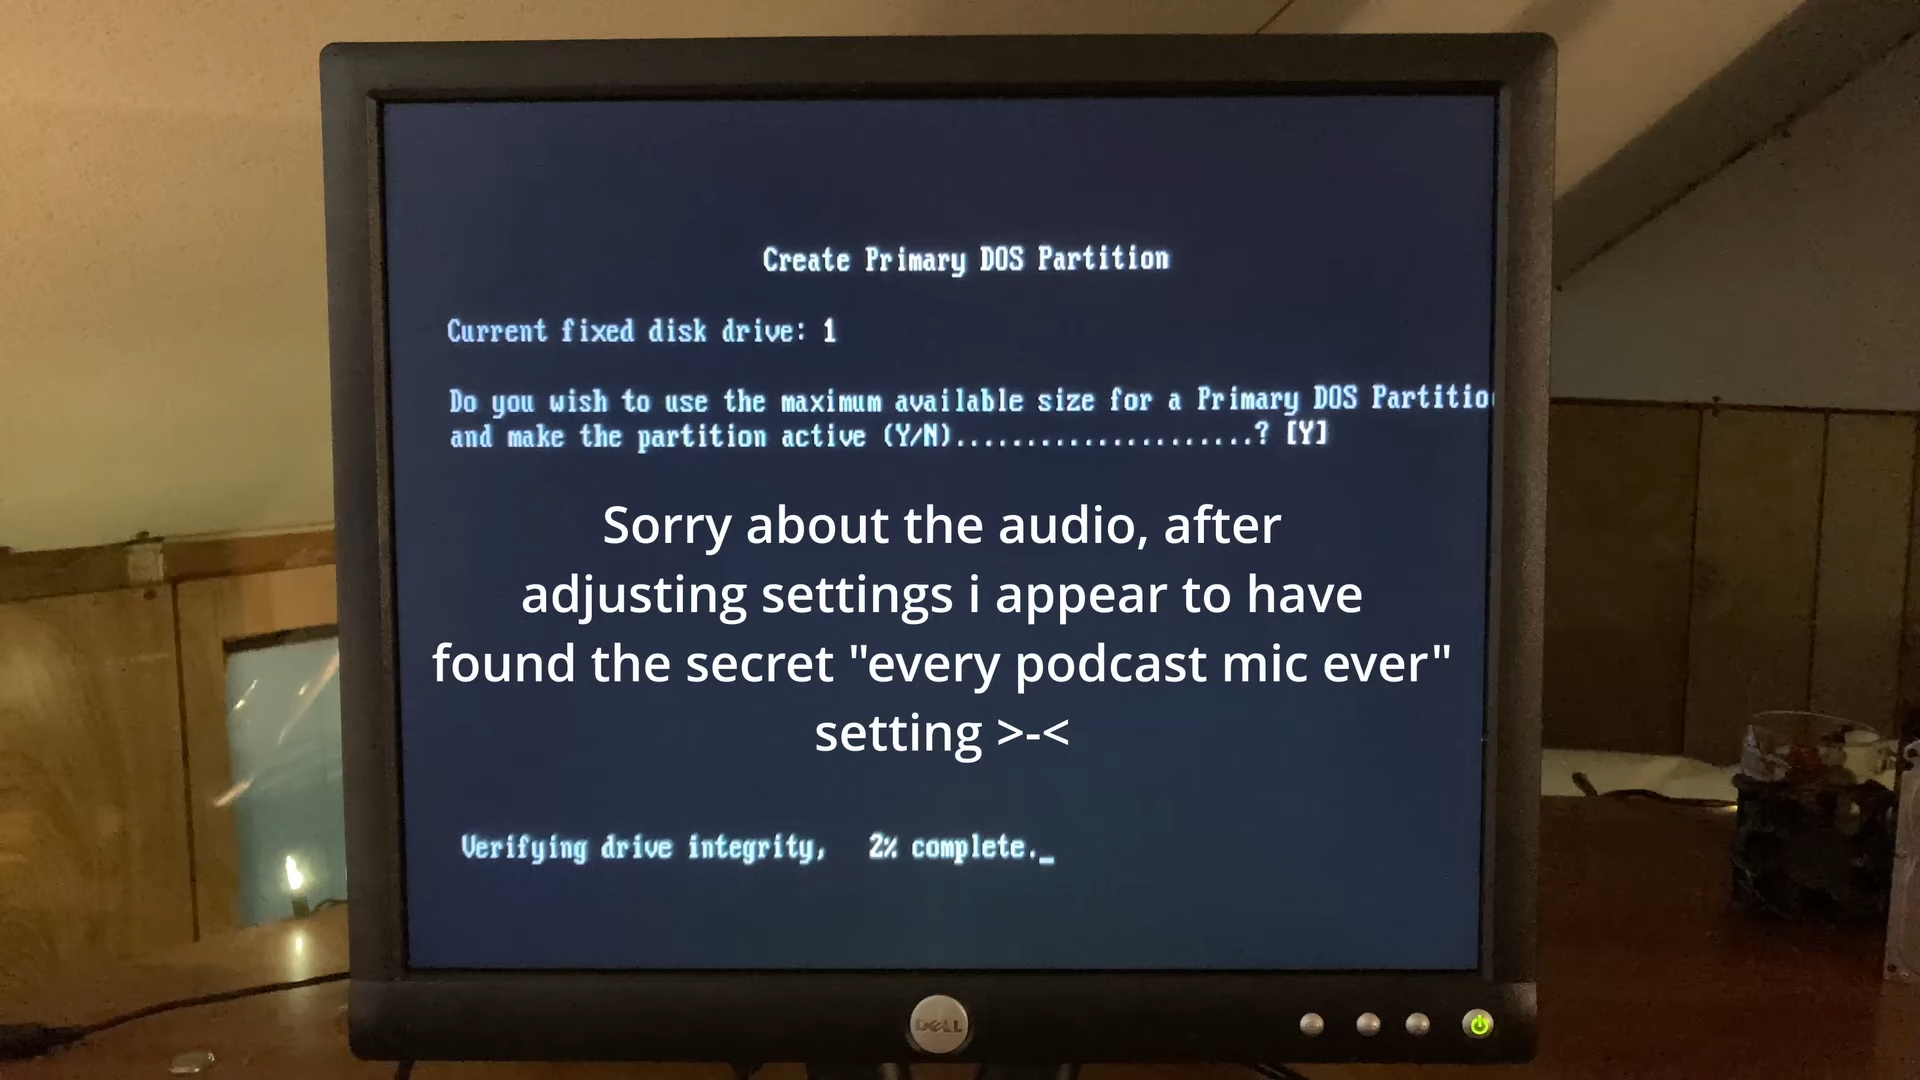 Create Primary DOS Partition
Current fixed disk drive: 1
Do you wish to use the maximum available size for a Primary DOS Partitio
and make the partition active (Y/N)......................? [Y]
Sorry about the audio, after
adjusting settings i appear to have
found the secret "every podcast mic ever"
setting >-<
Verifying drive integrity,   2% complete._
DELL